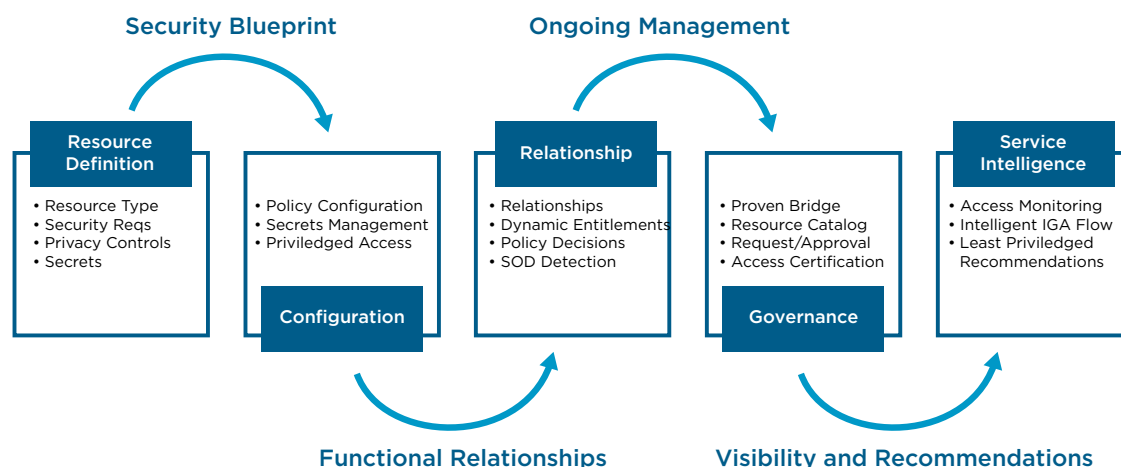 Security Blueprint
Ongoing Management
Resource
Definition
• Resource Type
• Security Reqs
• Privacy Controls
• Secrets
• Policy Configuration
• Secrets Management
• Priviledged Access
Configuration
Relationship
• Relationships
• Dynamic Entitlements
• Policy Decisions
• SOD Detection
• Proven Bridge
• Resource Catalog
• Request/Approval
• Access Certification
Governance
Service
Intelligence
• Access Monitoring
• Intelligent IGA Flow
• Least Priviledged
Recommendations
Functional Relationships
Visibility and Recommendations